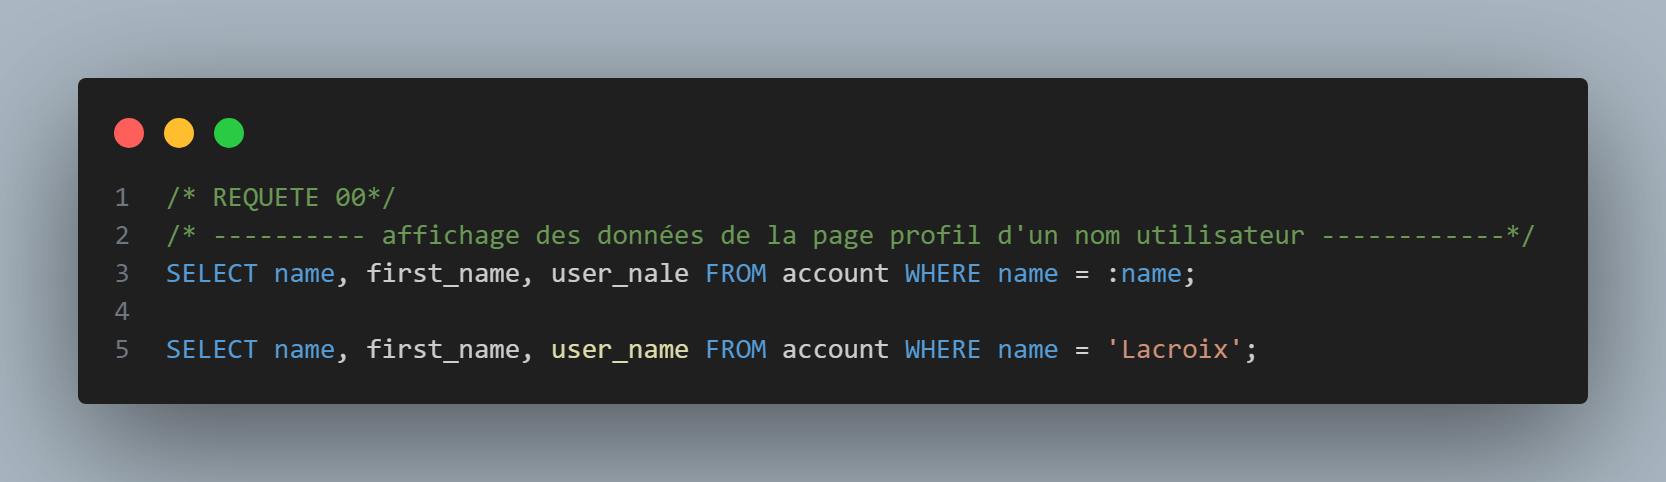 1 /* REQUETE 00*/
2 /* ---------- affichage des données de la page profil d'un nom utilisateur ------------*/
3 SELECT name, first_name, user_nale FROM account WHERE name = :name;
4
5 SELECT name, first_name, user_name FROM account WHERE name = 'Lacroix';